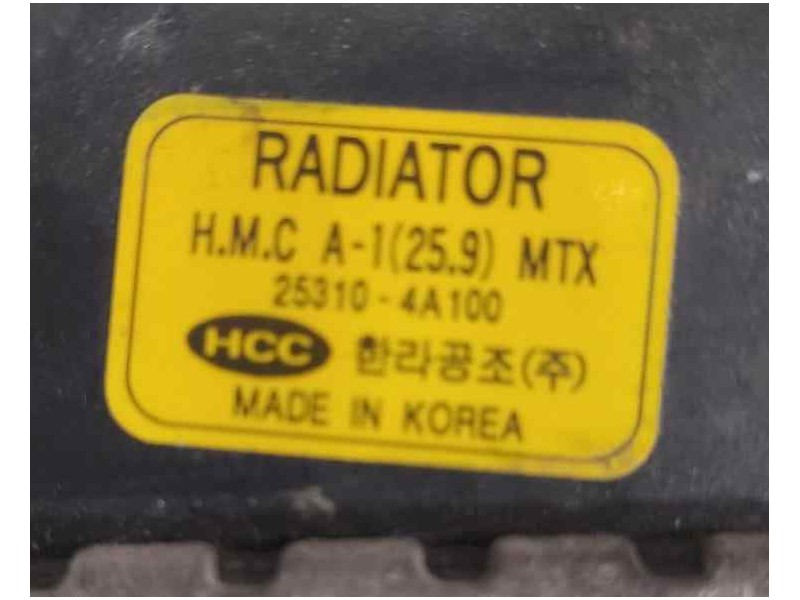 RADIATOR
H.M.C A-1(25.9) MTX
25310-4A100
HCC 한라공조(주)
MADE IN KOREA